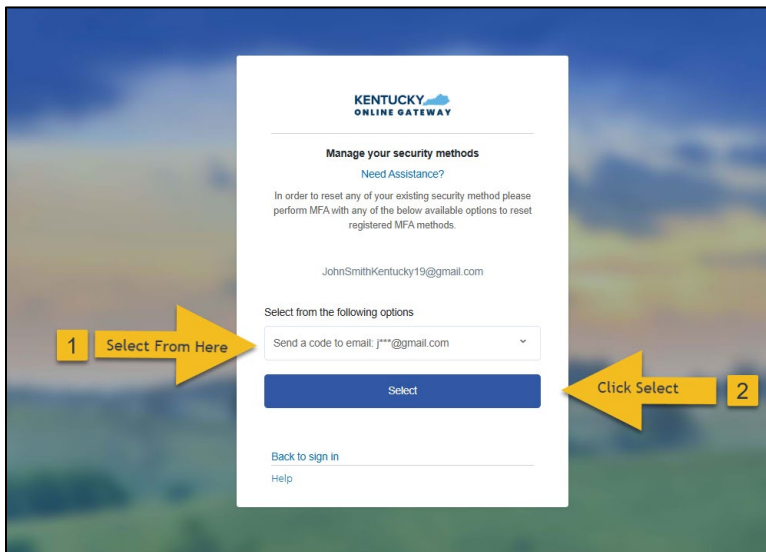 KENTUCKY
ONLINE GATEWAY
Manage your security methods
Need Assistance?
In order to reset any of your existing security method please
perform MFA with any of the below available options to reset
registered MFA methods.
JohnSmithKentucky19@gmail.com
Select from the following options
1 Select From Here
Send a code to email: j***@gmail.com
Select
Click Select 2
Back to sign in
Help